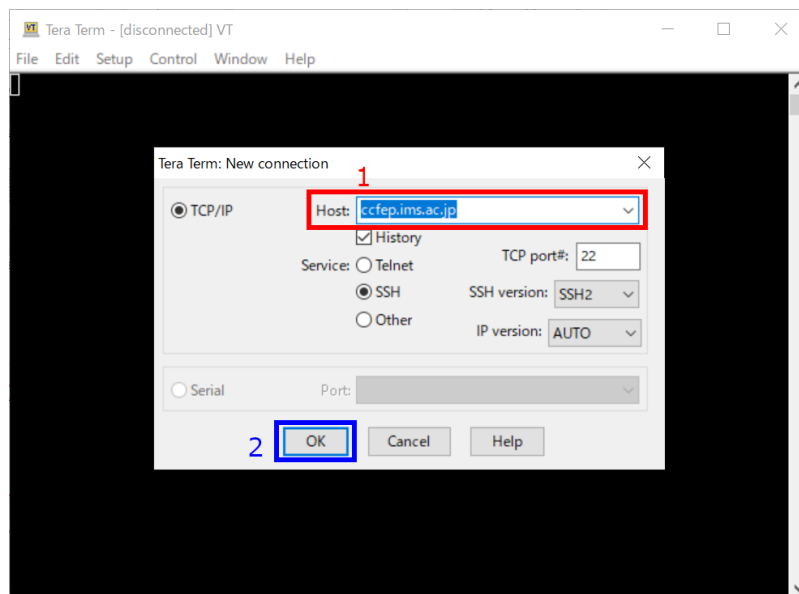 Tera Term - [disconnected] VT
File Edit Setup Control Window Help
Tera Term: New connection
1
TCP/IP Host: ccfep.ims.ac.jp
History
Service: Telnet TCP port#: 22
SSH SSH version: SSH2
Other IP version: AUTO
Serial Port:
2 OK Cancel Help